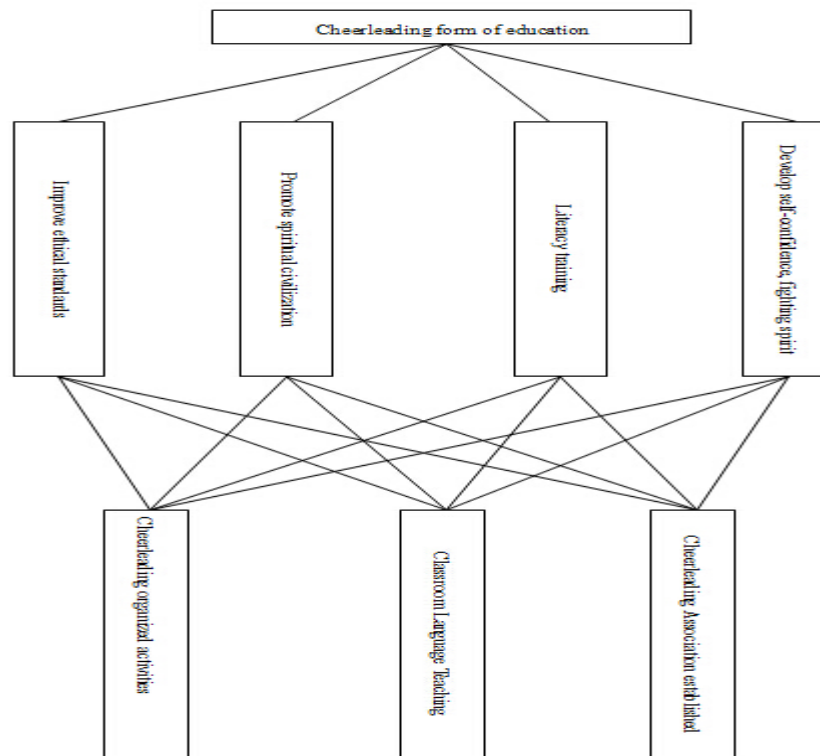 Cheerleading form of education
Improve ethical standards
Promote spiritual civilization
Literacy training
Develop self-confidence, fighting spirit
Cheerleading organized activities
Classroom Language Teaching
Cheerleading Association established